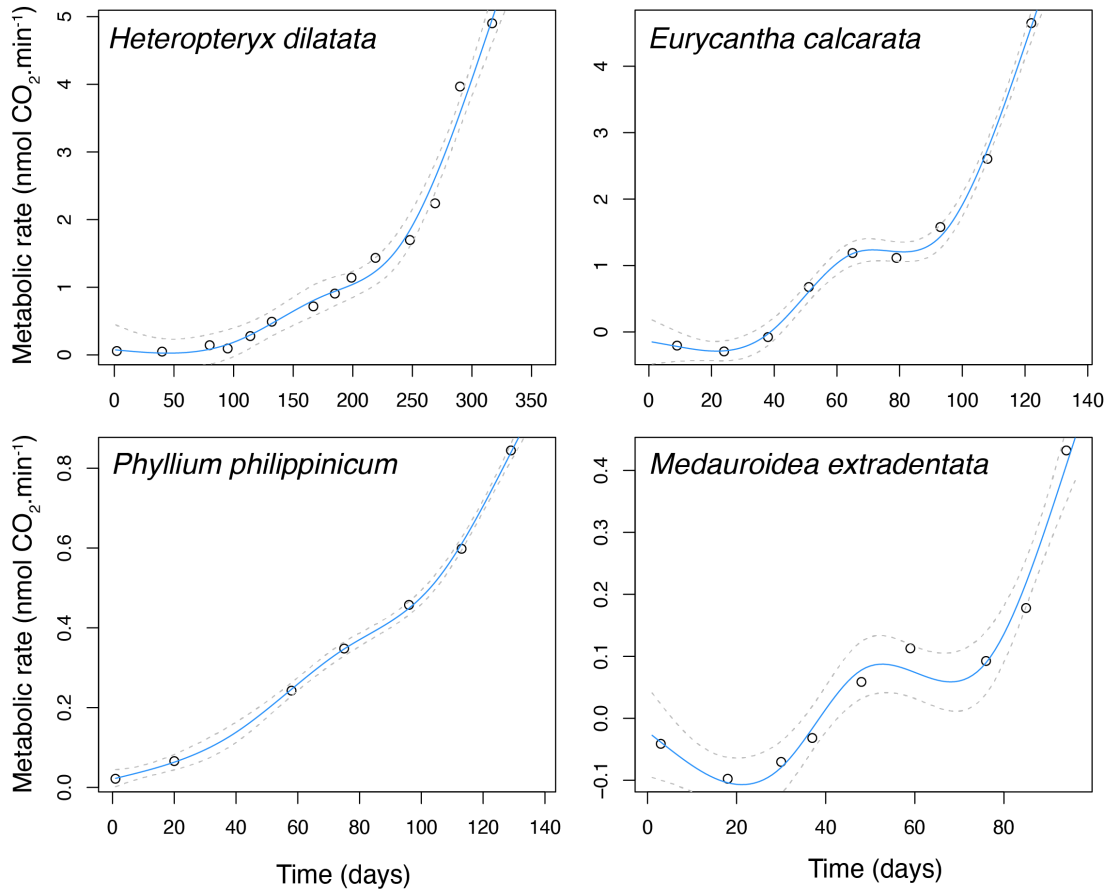 Heteropteryx dilatata
Metabolic rate (nmol CO₂.min⁻¹)
5
4
3
2
1
0
0 50 100 150 200 250 300 350
Eurycantha calcarata
4
3
2
1
0
0 20 40 60 80 100 120 140
Phyllium philippinicum
Metabolic rate (nmol CO₂.min⁻¹)
0.8
0.6
0.4
0.2
0.0
0 20 40 60 80 100 120 140
Time (days)
Medauroidea extradentata
0.4
0.3
0.2
0.1
0.0
−0.1
0 20 40 60 80
Time (days)